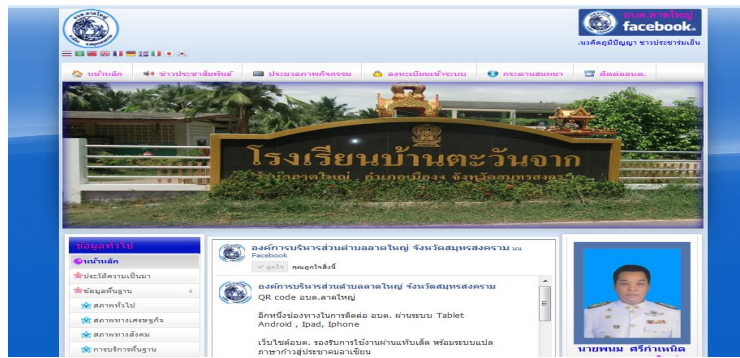 อบต.ลาดใหญ่
facebook.
หน้าหลัก
ข่าวประชาสัมพันธ์
ประมวลภาพกิจกรรม
ลงทะเบียนเข้าระบบ
กระดานสนทนา
ติดต่ออบต.
โรงเรียนบ้านตะวันจาก
ข้อมูลทั่วไป
หน้าหลัก
ประวัติความเป็นมา
ข้อมูลพื้นฐาน
สภาพทั่วไป
สภาพทางเศรษฐกิจ
สภาพทางสังคม
การบริการพื้นฐาน
องค์การบริหารส่วนตำบลลาดใหญ่ จังหวัดสมุทรสงคราม บน
Facebook
ถูกใจ คุณถูกใจสิ่งนี้
องค์การบริหารส่วนตำบลลาดใหญ่ จังหวัดสมุทรสงคราม
QR code อบต.ลาดใหญ่
อีกหนึ่งช่องทางในการติดต่อ อบต. ผ่านระบบ Tablet
Android , Ipad, Iphone
เว็บไซต์อบต. รองรับการใช้งานผ่านแท็บเล็ต พร้อมระบบแปล
ภาษาก้าวสู่ประชาคมอาเซียน
นายพนม ศรีกำเหนิด